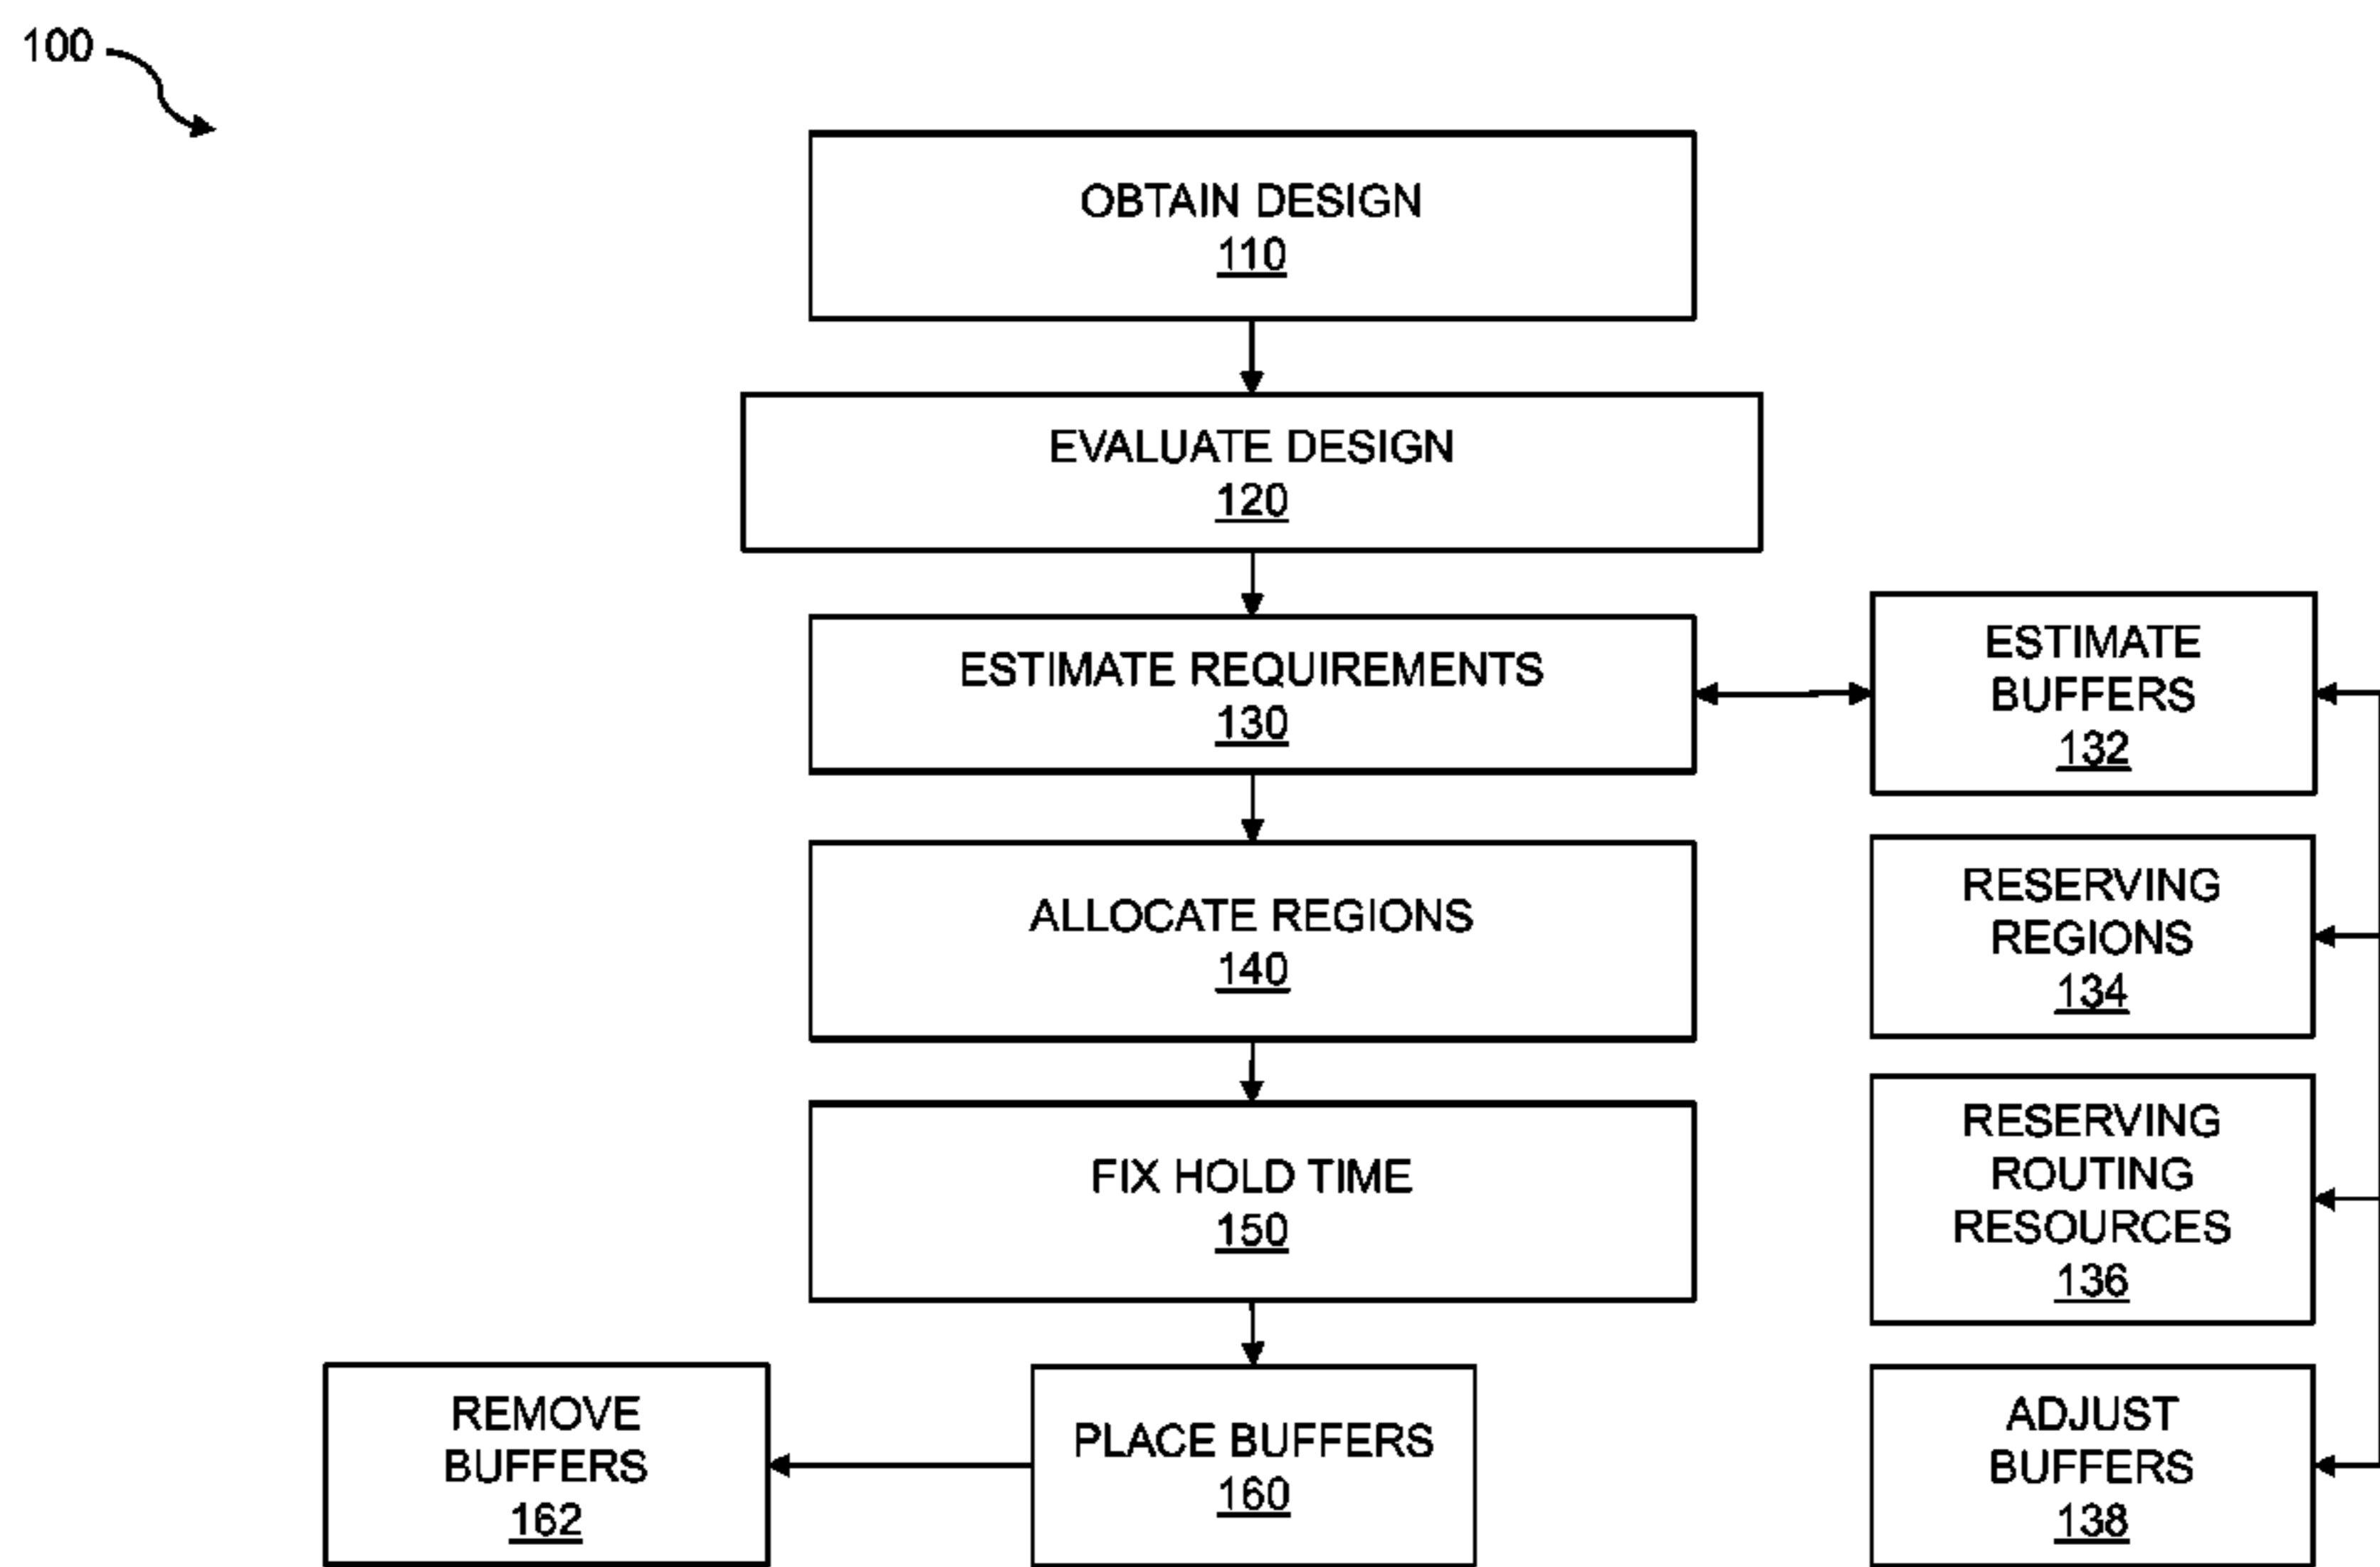 100
OBTAIN DESIGN
110
EVALUATE DESIGN
120
ESTIMATE REQUIREMENTS
130
ESTIMATE
BUFFERS
132
ALLOCATE REGIONS
140
RESERVING
REGIONS
134
FIX HOLD TIME
150
RESERVING
ROUTING
RESOURCES
136
REMOVE
BUFFERS
162
PLACE BUFFERS
160
ADJUST
BUFFERS
138